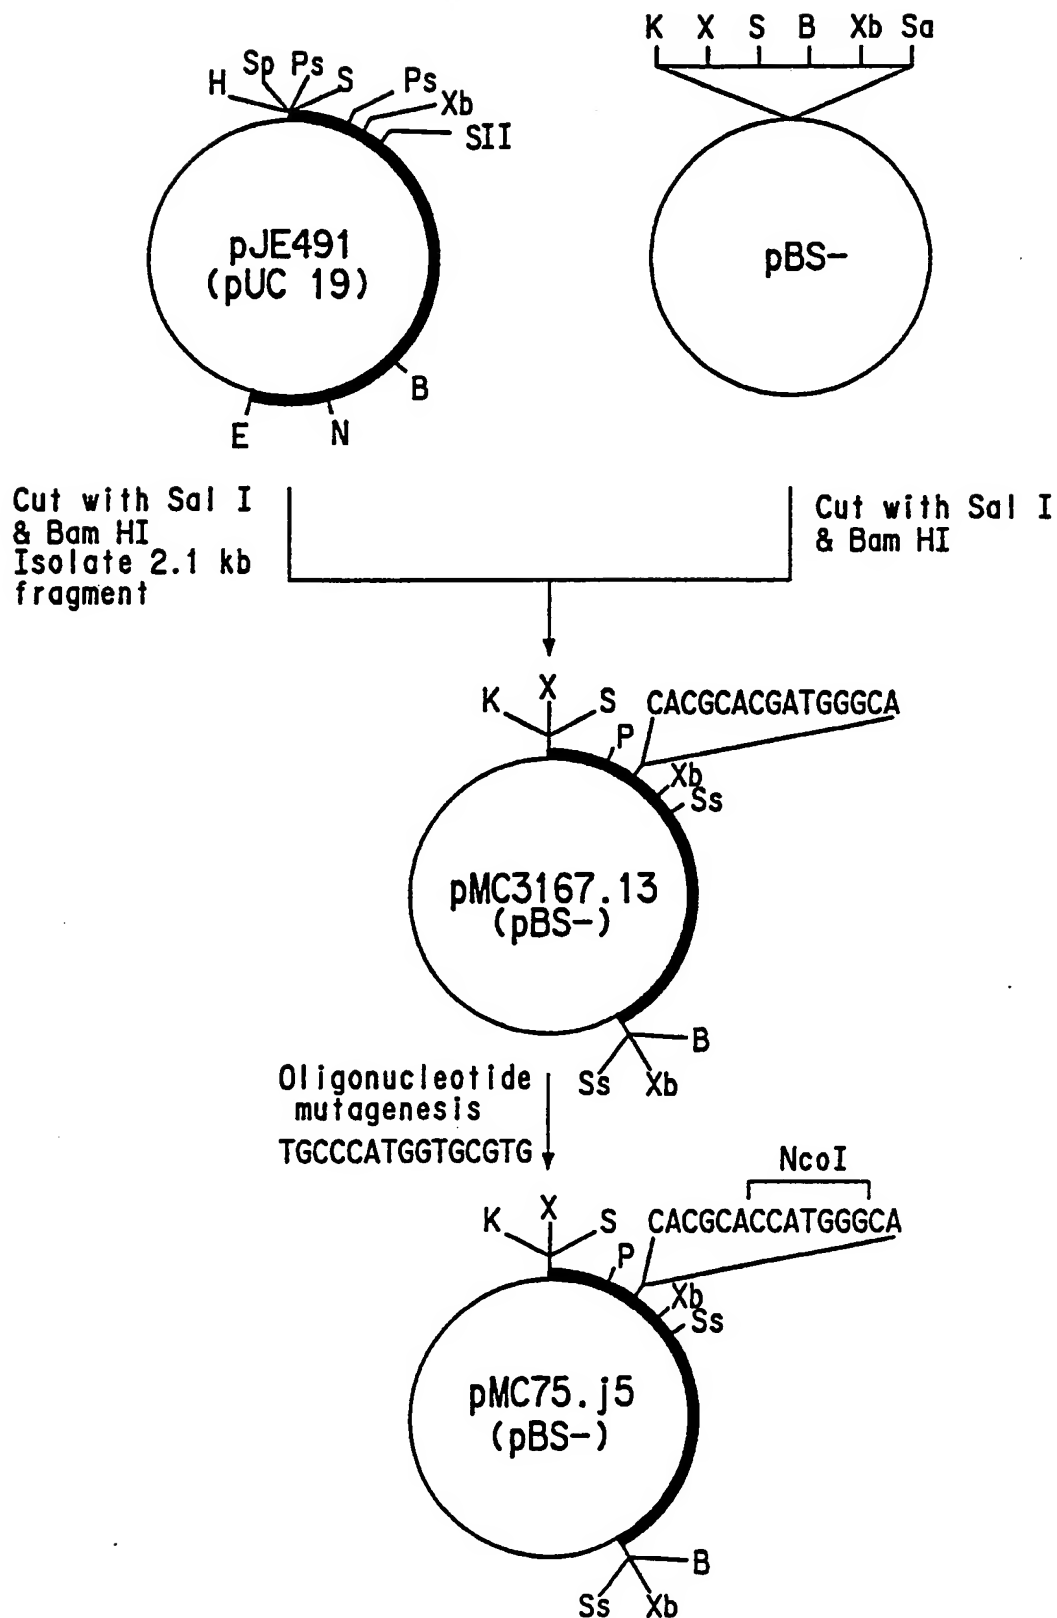 K X S B Xb Sa
H Sp Ps S Ps Xb SII
pJE491
(pUC 19)
E N B
pBS-
Cut with Sal I
& Bam HI
Isolate 2.1 kb
fragment
Cut with Sal I
& Bam HI
K X S P
CACGCACGATGGGCA
Xb
Ss
pMC3167.13
(pBS-)
B
Ss Xb
Oligonucleotide
mutagenesis
TGCCCATGGTGCGTG
NcoI
K X S P
CACGCACCATGGGCA
Xb
Ss
pMC75.j5
(pBS-)
B
Ss Xb